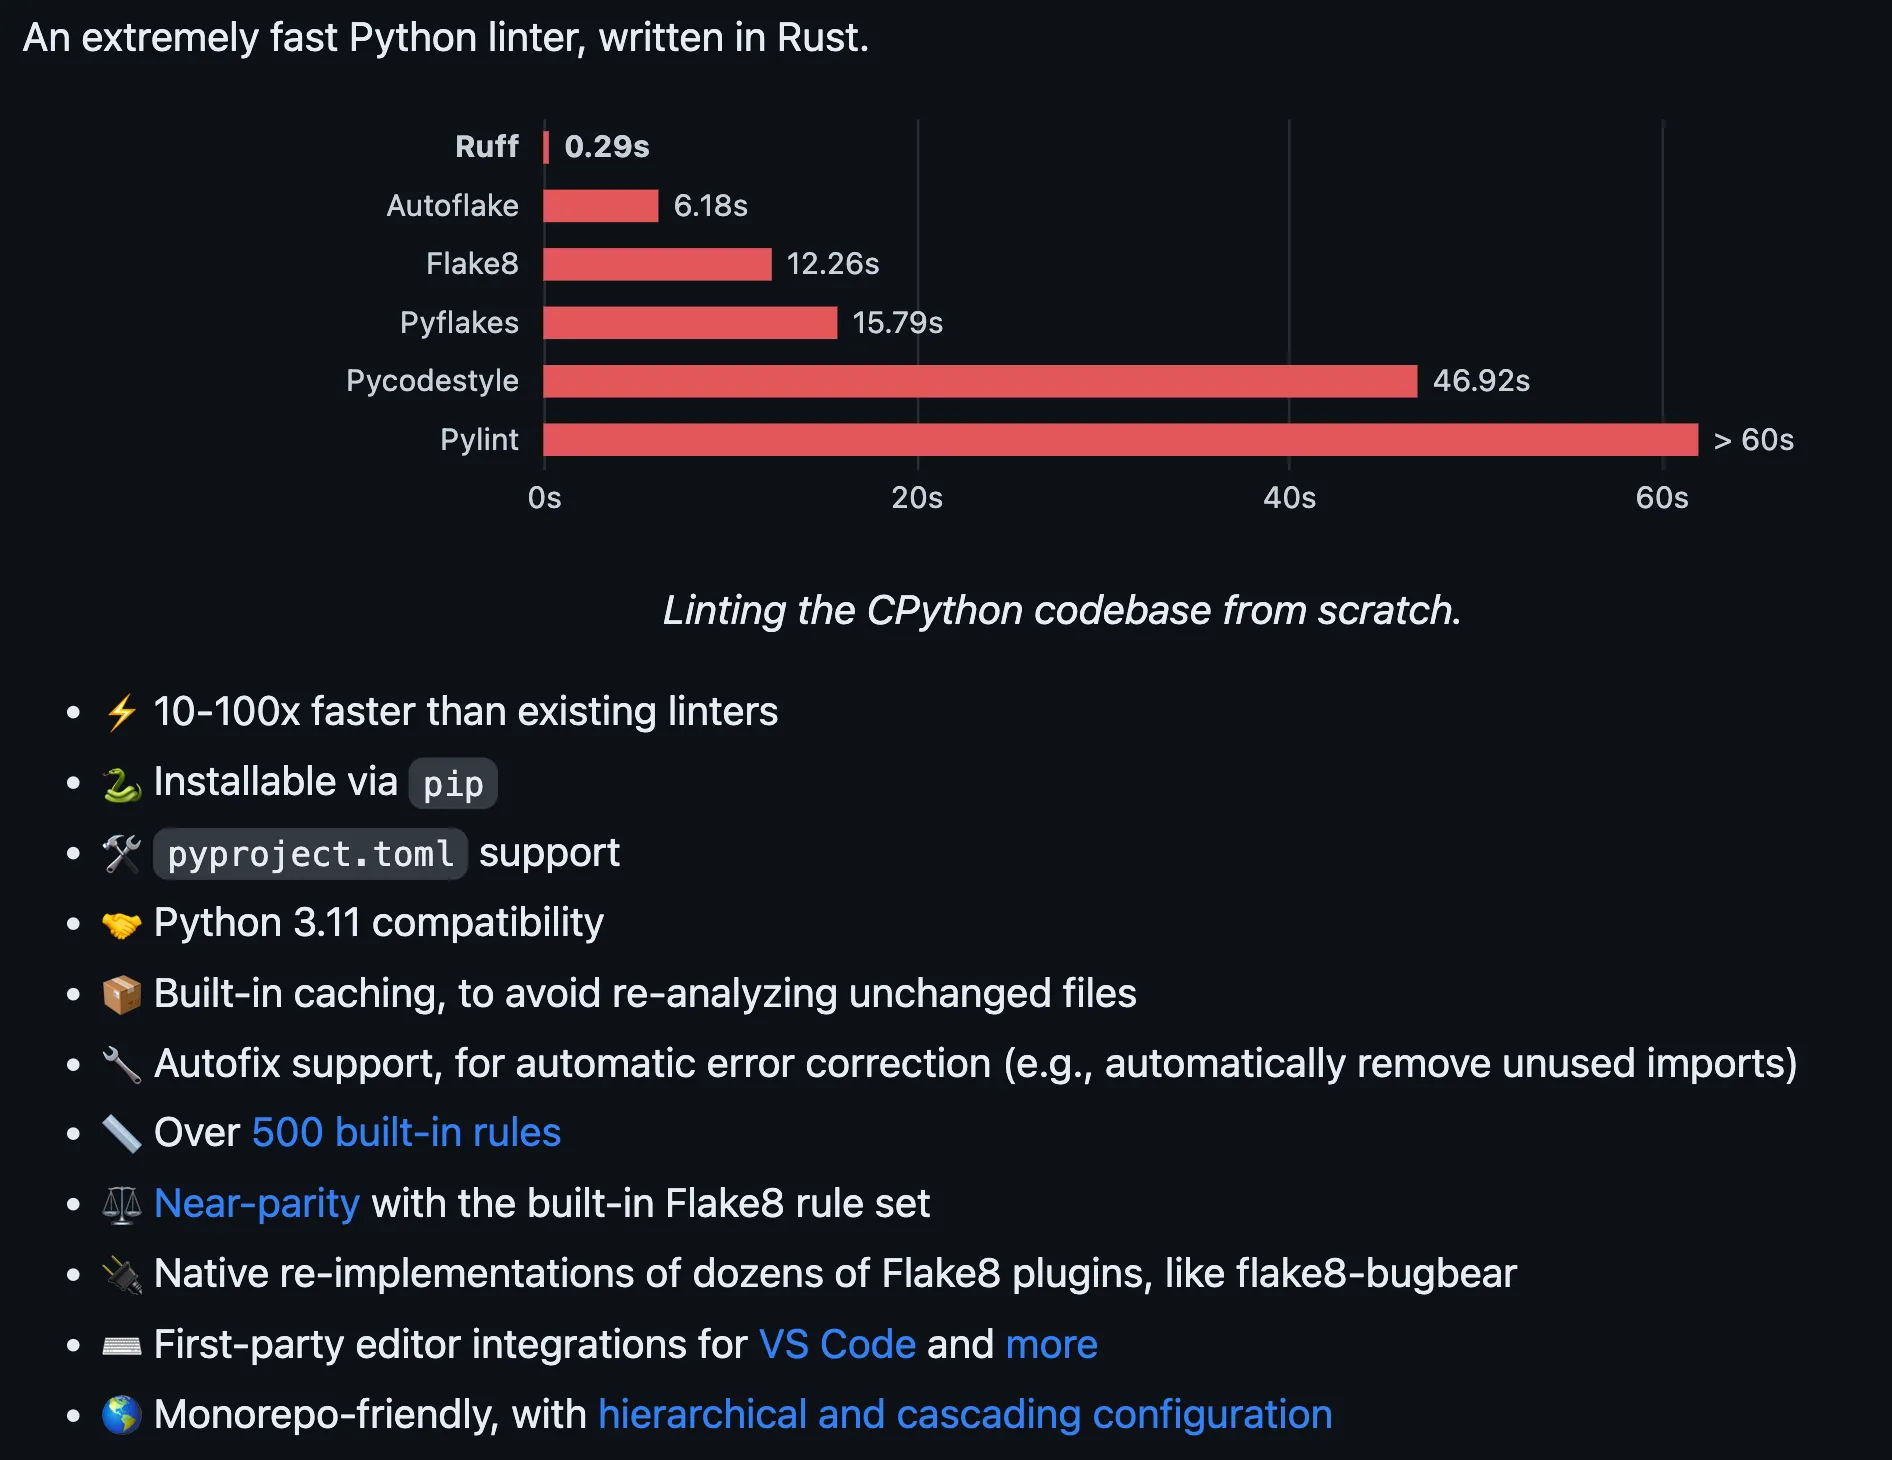 An extremely fast Python linter, written in Rust.
Ruff 0.29s
Autoflake 6.18s
Flake8 12.26s
Pyflakes 15.79s
Pycodestyle 46.92s
Pylint > 60s
0s 20s 40s 60s
Linting the CPython codebase from scratch.
• ⚡ 10-100x faster than existing linters
• 🐍 Installable via pip
• 🛠 pyproject.toml support
• 🤝 Python 3.11 compatibility
• 📦 Built-in caching, to avoid re-analyzing unchanged files
• 🔧 Autofix support, for automatic error correction (e.g., automatically remove unused imports)
• 📏 Over 500 built-in rules
• ⚖️ Near-parity with the built-in Flake8 rule set
• 🔌 Native re-implementations of dozens of Flake8 plugins, like flake8-bugbear
• ⌨️ First-party editor integrations for VS Code and more
• 🌎 Monorepo-friendly, with hierarchical and cascading configuration